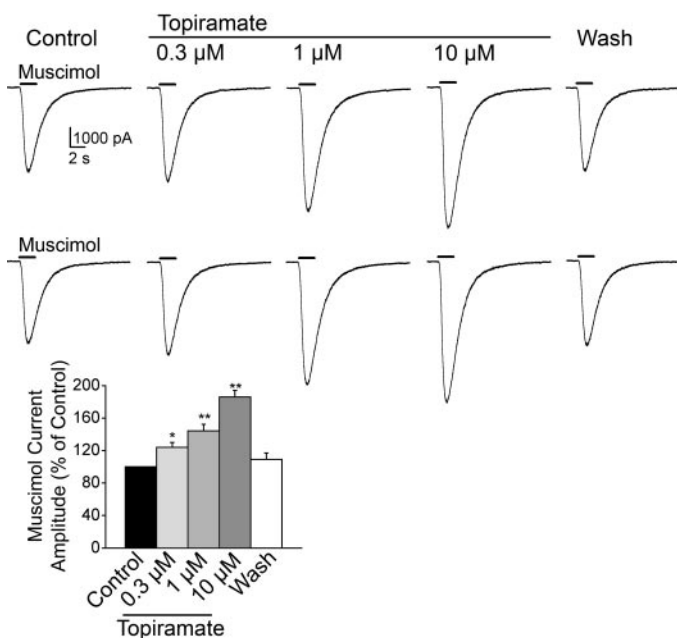 Topiramate
Control 0.3 µM 1 µM 10 µM Wash
Muscimol
1000 pA
2 s
Muscimol
Muscimol Current
Amplitude (% of Control)
200
160
120
80
40
0
* ** **
Control 0.3 µM 1 µM 10 µM Wash
Topiramate